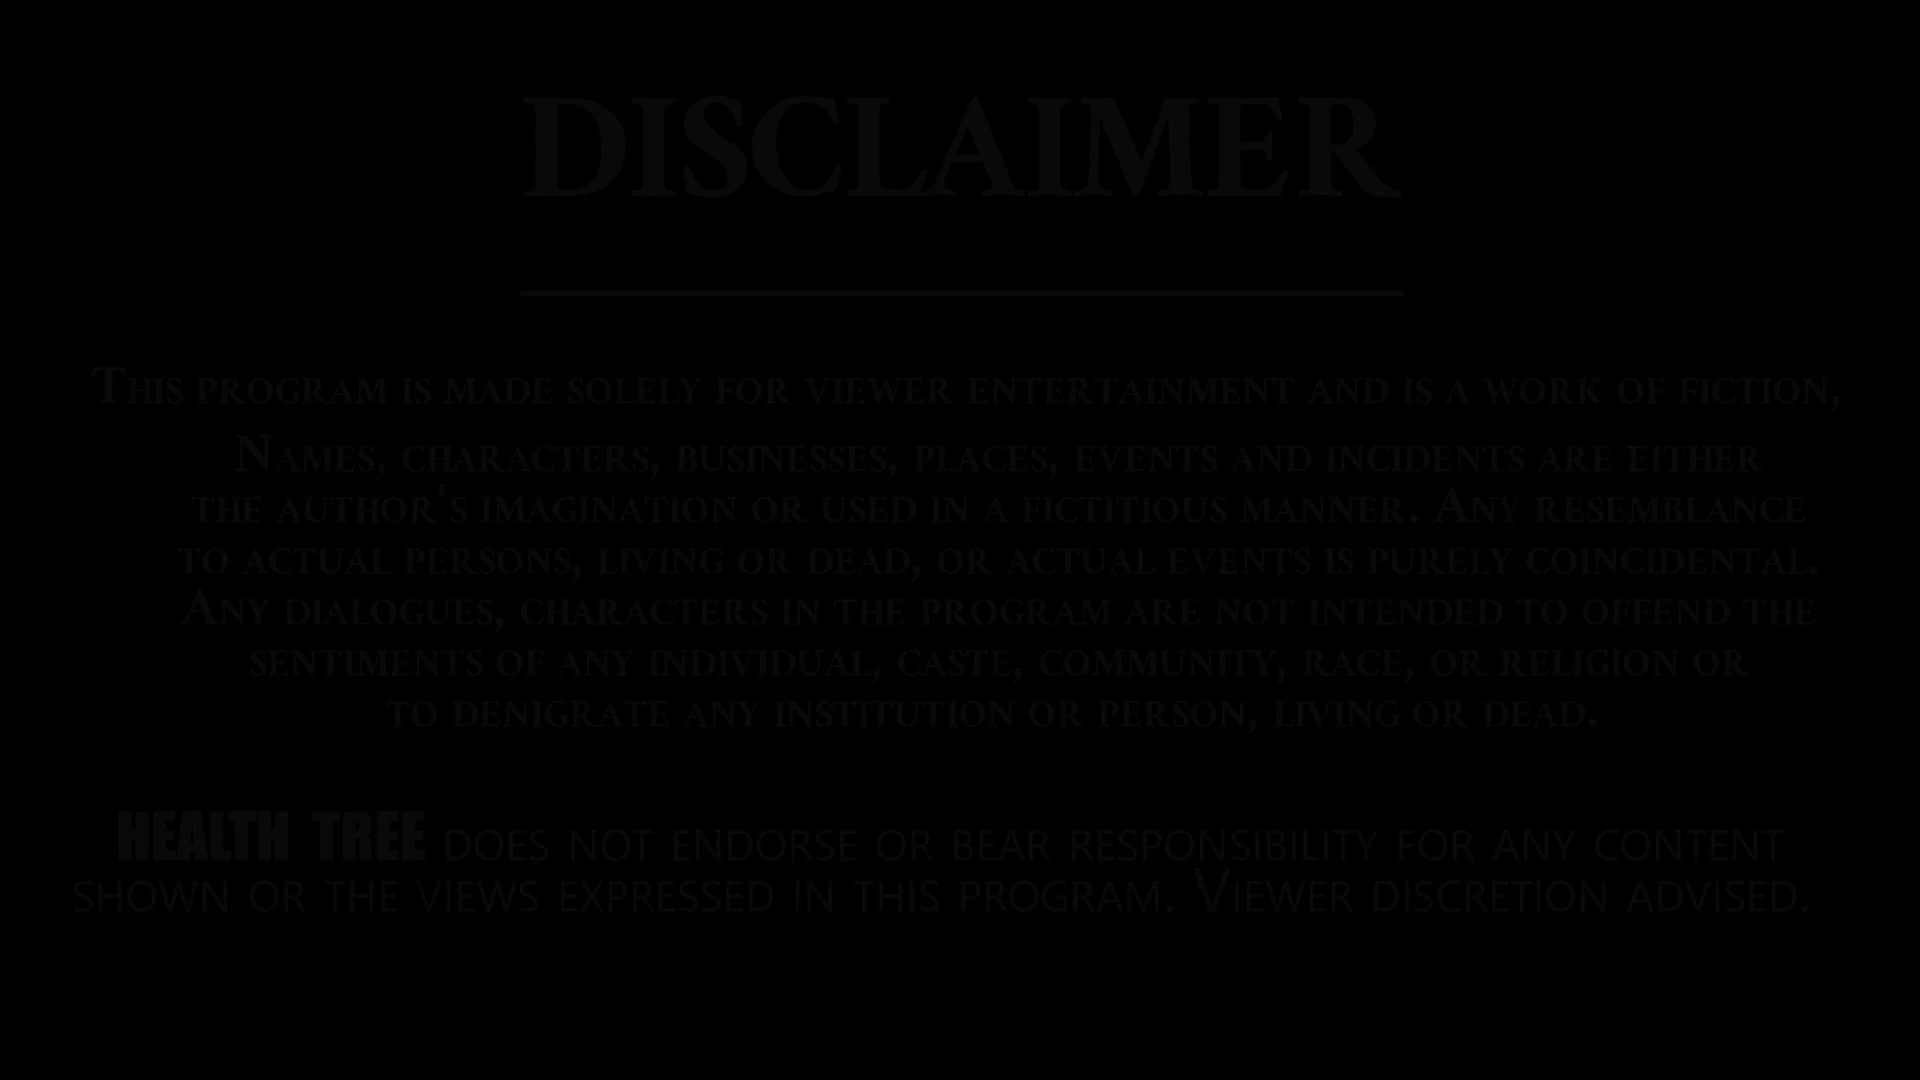 DISCLAIMER
This program is made solely for viewer entertainment and is a work of fiction,
Names, characters, businesses, places, events and incidents are either
the author's imagination or used in a fictitious manner. Any resemblance
to actual persons, living or dead, or actual events is purely coincidental.
Any dialogues, characters in the program are not intended to offend the
sentiments of any individual, caste, community, race, or religion or
to denigrate any institution or person, living or dead.
HEALTH TREE does not endorse or bear responsibility for any content
shown or the views expressed in this program. Viewer discretion advised.